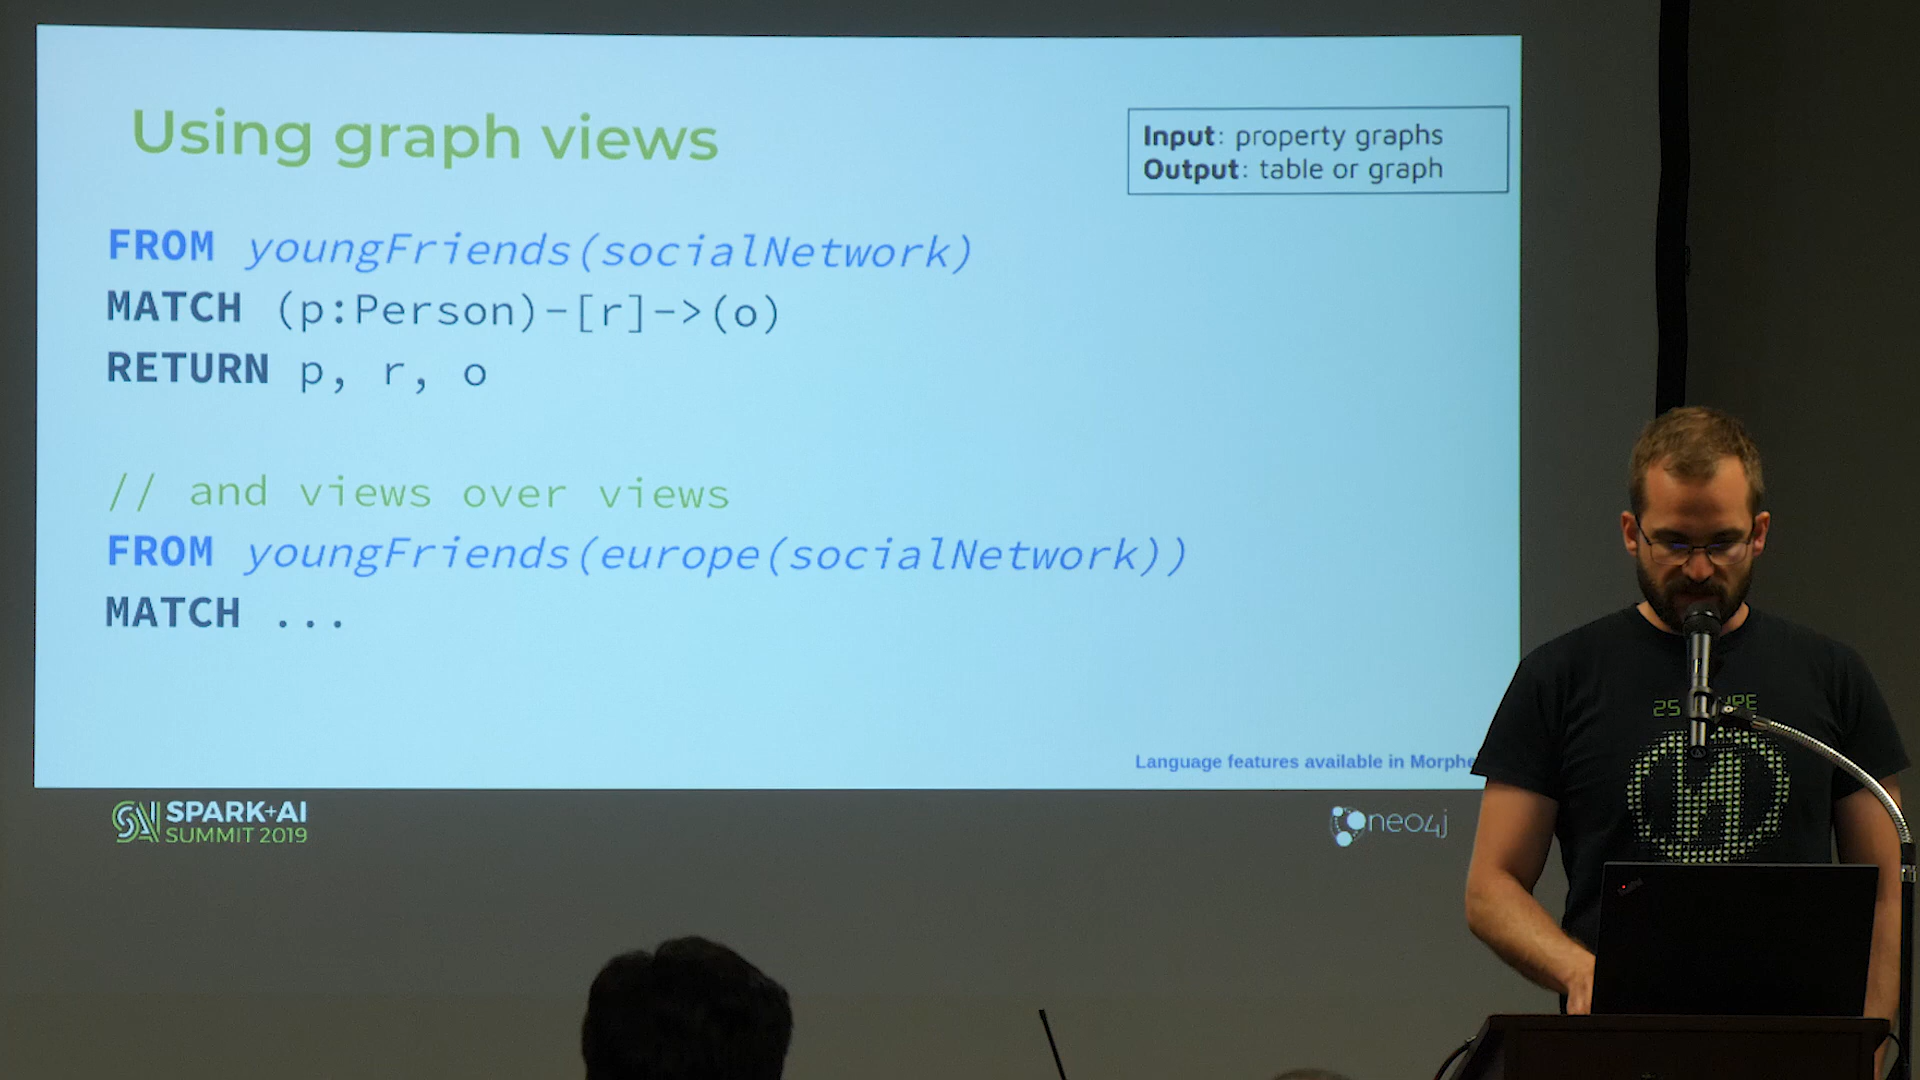 Using graph views
Input: property graphs
Output: table or graph
FROM youngFriends(socialNetwork)
MATCH (p:Person)-[r]->(o)
RETURN p, r, o
// and views over views
FROM youngFriends(europe(socialNetwork))
MATCH ...
Language features available in Morphe
SPARK+AI
SUMMIT 2019
neo4j
25